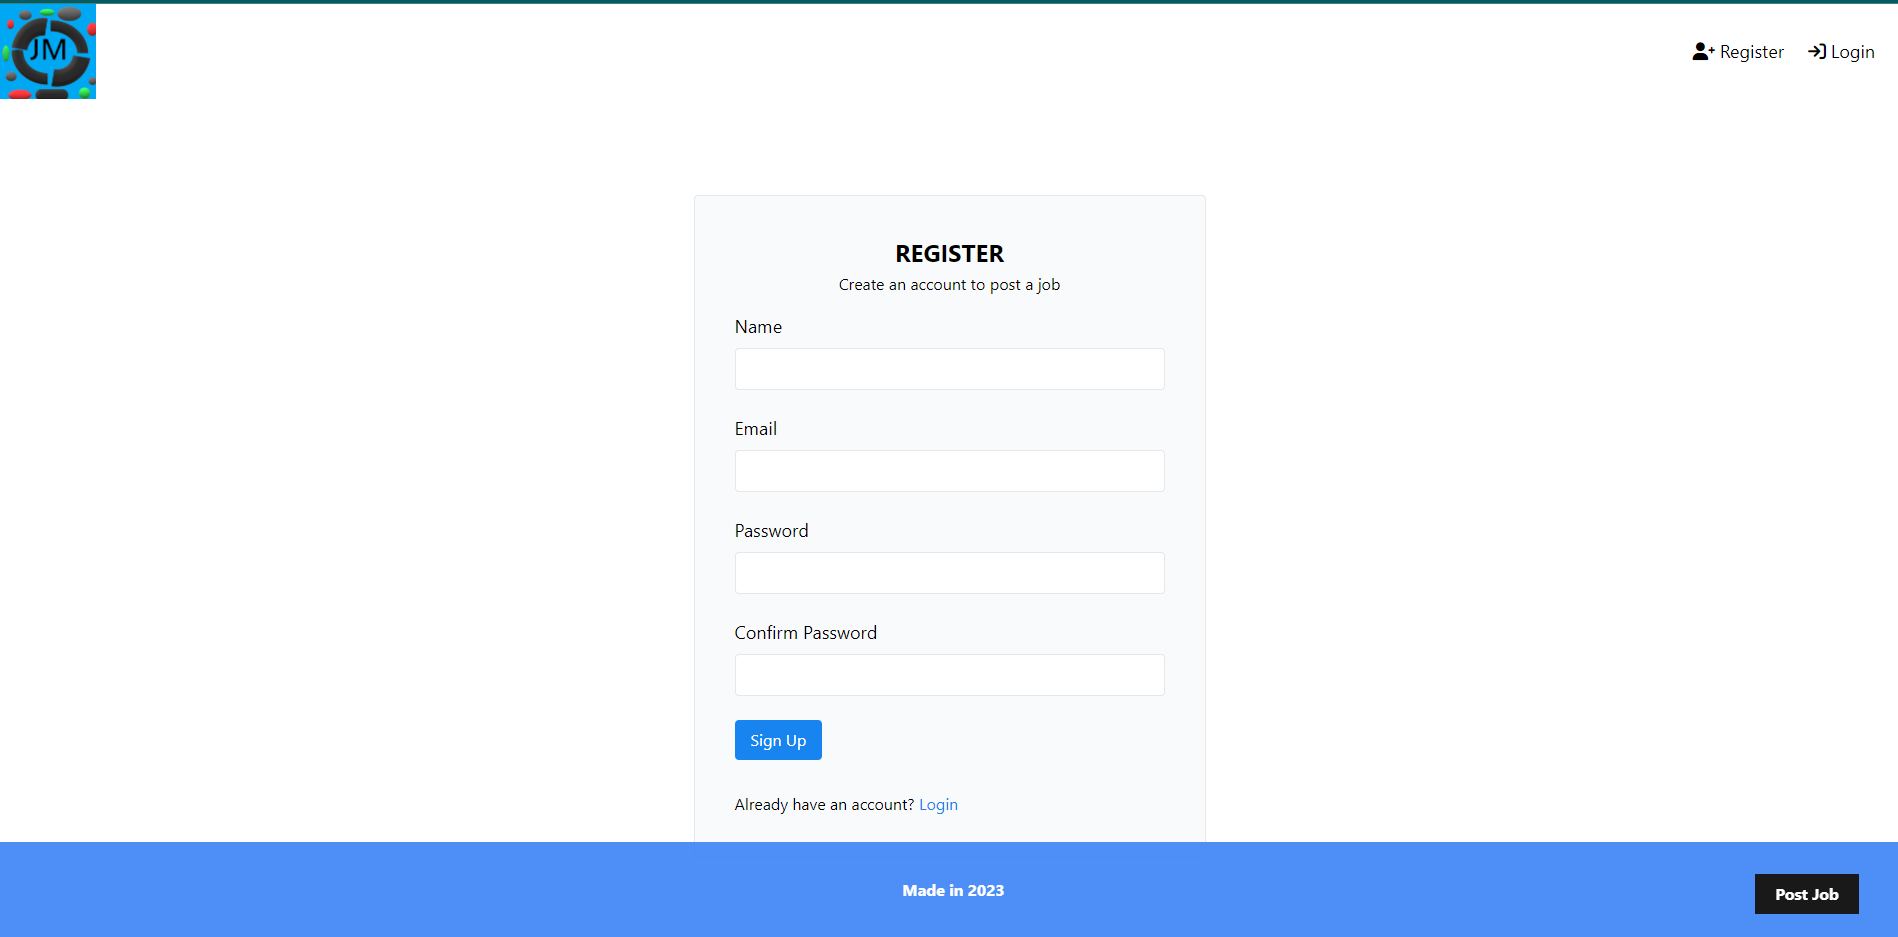 JM
Register Login
REGISTER
Create an account to post a job
Name
Email
Password
Confirm Password
Sign Up
Already have an account? Login
Made in 2023
Post Job